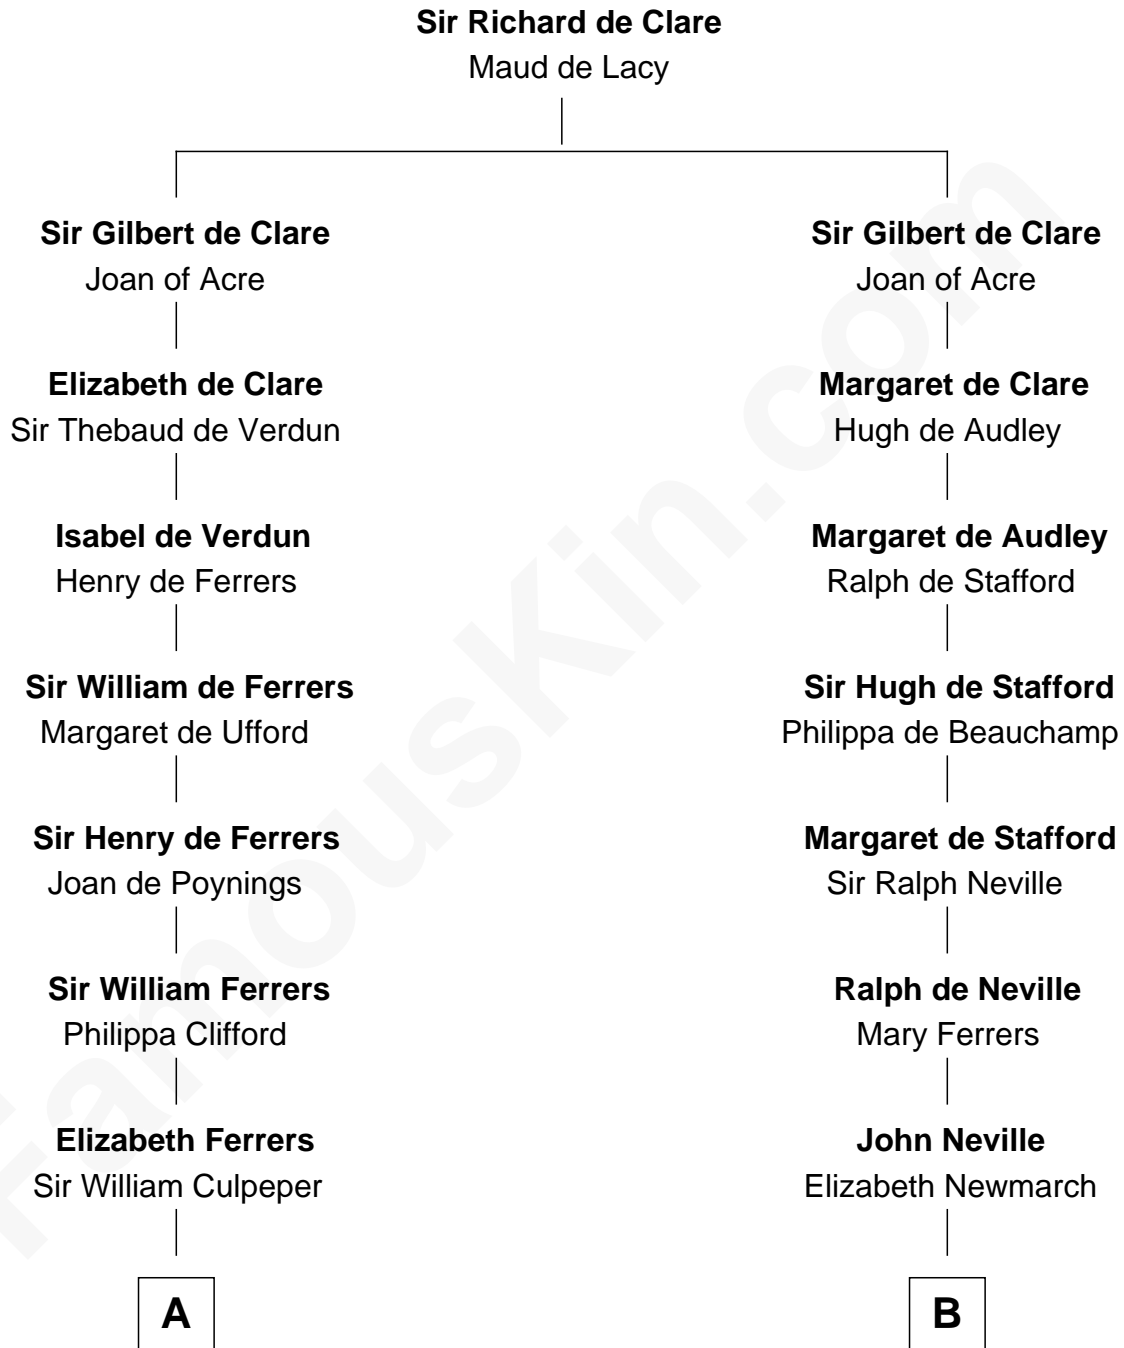 Sir Richard de Clare
Maud de Lacy
Sir Gilbert de Clare
Joan of Acre
Elizabeth de Clare
Sir Thebaud de Verdun
Isabel de Verdun
Henry de Ferrers
Sir William de Ferrers
Margaret de Ufford
Sir Henry de Ferrers
Joan de Poynings
Sir William Ferrers
Philippa Clifford
Elizabeth Ferrers
Sir William Culpeper
A
Sir Gilbert de Clare
Joan of Acre
Margaret de Clare
Hugh de Audley
Margaret de Audley
Ralph de Stafford
Sir Hugh de Stafford
Philippa de Beauchamp
Margaret de Stafford
Sir Ralph Neville
Ralph de Neville
Mary Ferrers
John Neville
Elizabeth Newmarch
B
FamousKin.com